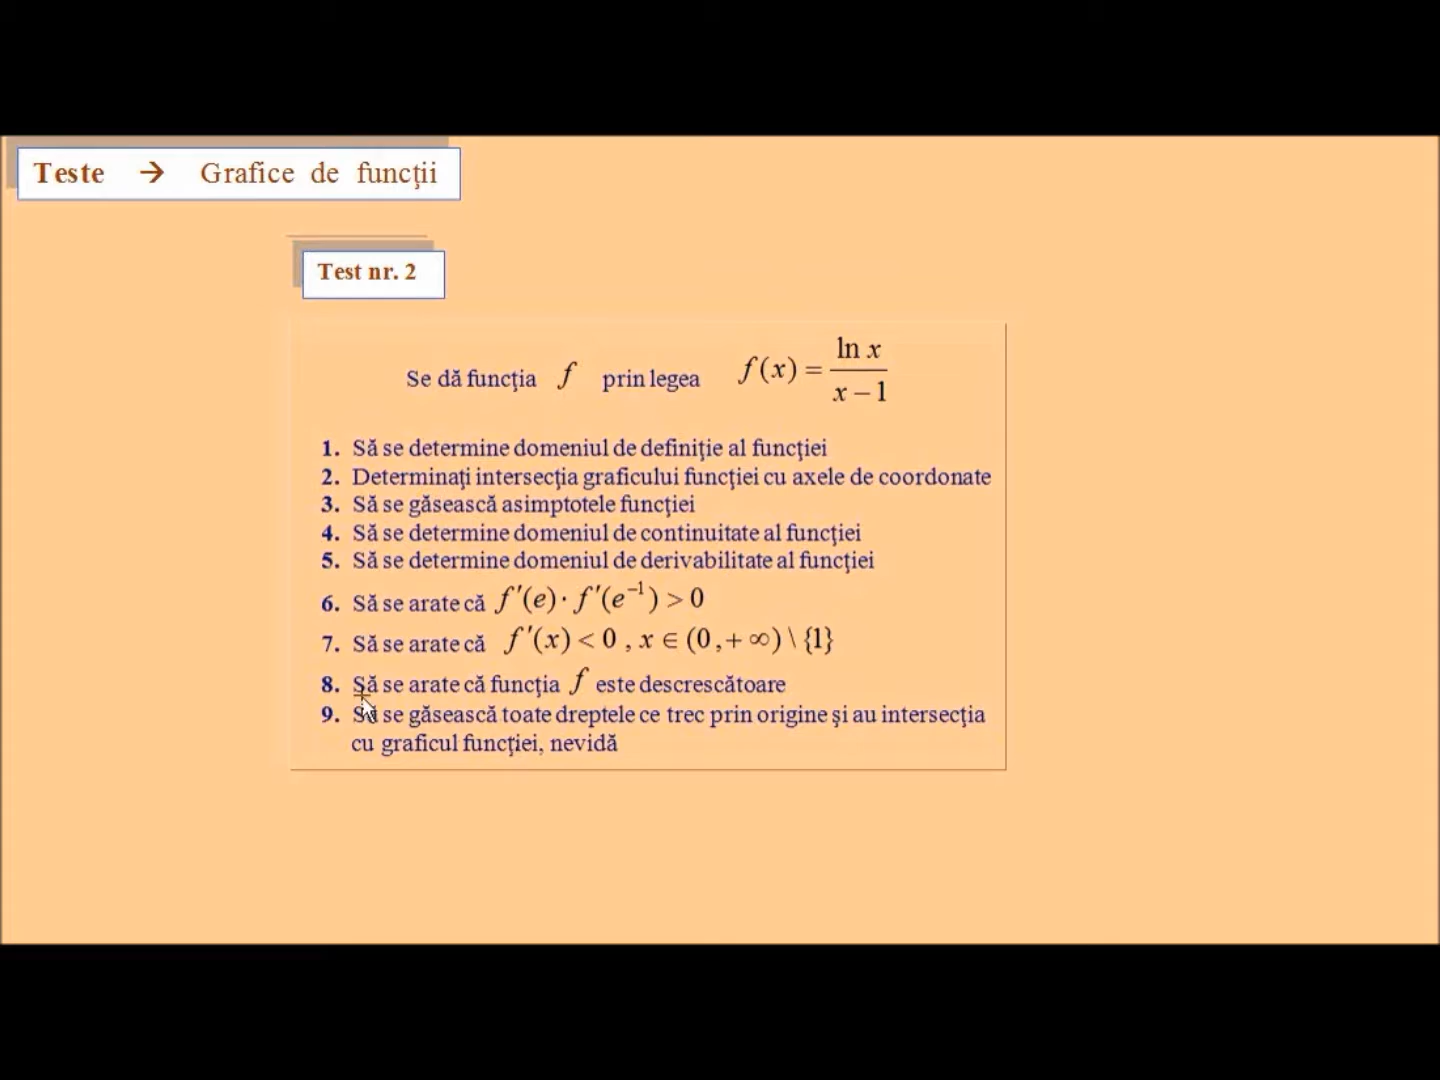 Teste → Grafice de funcţii
Test nr. 2
Se dă funcţia f prin legea f(x) = ln x / (x − 1)
1. Să se determine domeniul de definiţie al funcţiei
2. Determinaţi intersecţia graficului funcţiei cu axele de coordonate
3. Să se găsească asimptotele funcţiei
4. Să se determine domeniul de continuitate al funcţiei
5. Să se determine domeniul de derivabilitate al funcţiei
6. Să se arate că f′(e) · f′(e⁻¹) > 0
7. Să se arate că f′(x) < 0 , x ∈ (0,+ ∞) \ {1}
8. Să se arate că funcţia f este descrescătoare
9. Să se găsească toate dreptele ce trec prin origine şi au intersecţia
cu graficul funcţiei, nevidă